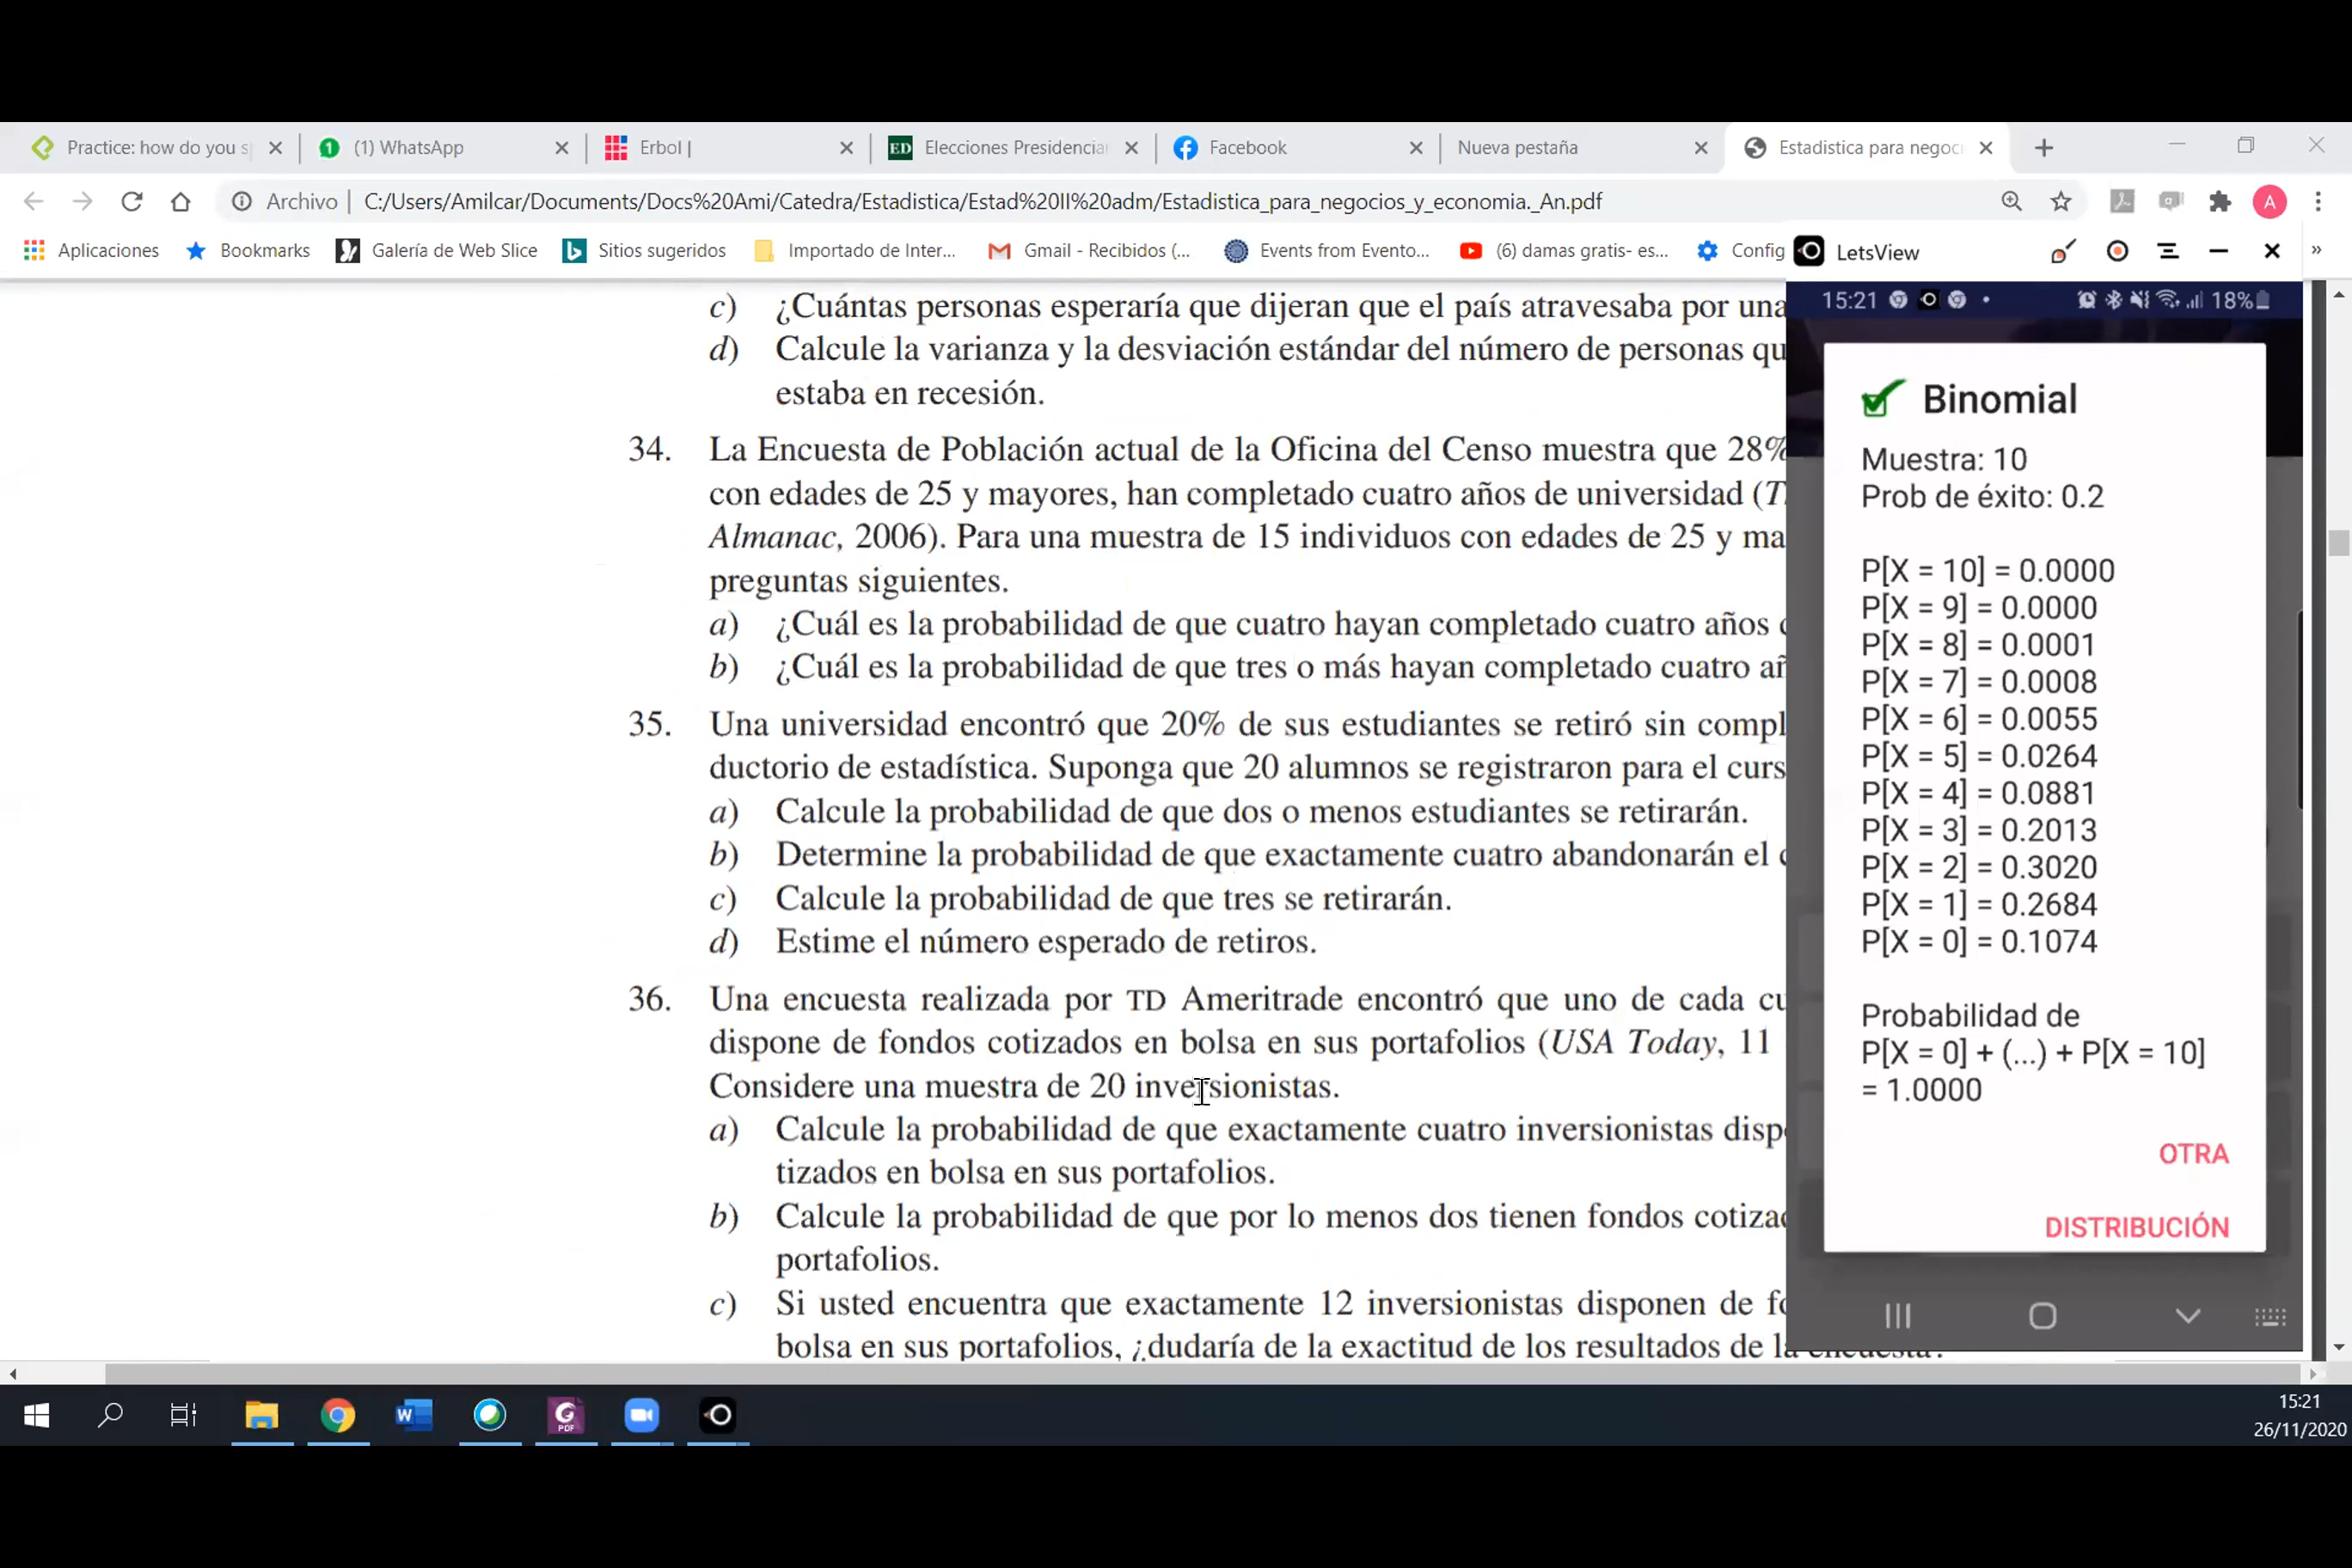 Practice: how do you s
(1) WhatsApp
Erbol |
ED Elecciones Presidencia
Facebook
Nueva pestaña
Estadistica para negoc
Archivo | C:/Users/Amilcar/Documents/Docs%20Ami/Catedra/Estadistica/Estad%20II%20adm/Estadistica_para_negocios_y_economia._An.pdf
A
Aplicaciones
Bookmarks
Galería de Web Slice
Sitios sugeridos
Importado de Inter...
Gmail - Recibidos (...
Events from Evento...
(6) damas gratis- es...
Config
»
LetsView
c) ¿Cuántas personas esperaría que dijeran que el país atravesaba por una
d) Calcule la varianza y la desviación estándar del número de personas qu
estaba en recesión.
34. La Encuesta de Población actual de la Oficina del Censo muestra que 28%
con edades de 25 y mayores, han completado cuatro años de universidad (T
Almanac, 2006). Para una muestra de 15 individuos con edades de 25 y ma
preguntas siguientes.
a) ¿Cuál es la probabilidad de que cuatro hayan completado cuatro años
b) ¿Cuál es la probabilidad de que tres o más hayan completado cuatro añ
35. Una universidad encontró que 20% de sus estudiantes se retiró sin compl
ductorio de estadística. Suponga que 20 alumnos se registraron para el curs
a) Calcule la probabilidad de que dos o menos estudiantes se retirarán.
b) Determine la probabilidad de que exactamente cuatro abandonarán el c
c) Calcule la probabilidad de que tres se retirarán.
d) Estime el número esperado de retiros.
36. Una encuesta realizada por TD Ameritrade encontró que uno de cada cu
dispone de fondos cotizados en bolsa en sus portafolios (USA Today, 11
Considere una muestra de 20 inversionistas.
a) Calcule la probabilidad de que exactamente cuatro inversionistas disp
tizados en bolsa en sus portafolios.
b) Calcule la probabilidad de que por lo menos dos tienen fondos cotizad
portafolios.
c) Si usted encuentra que exactamente 12 inversionistas disponen de fo
bolsa en sus portafolios, ¿dudaría de la exactitud de los resultados de la encuesta?
15:21
18%
Binomial
Muestra: 10
Prob de éxito: 0.2
P[X = 10] = 0.0000
P[X = 9] = 0.0000
P[X = 8] = 0.0001
P[X = 7] = 0.0008
P[X = 6] = 0.0055
P[X = 5] = 0.0264
P[X = 4] = 0.0881
P[X = 3] = 0.2013
P[X = 2] = 0.3020
P[X = 1] = 0.2684
P[X = 0] = 0.1074
Probabilidad de
P[X = 0] + (...) + P[X = 10]
= 1.0000
OTRA
DISTRIBUCIÓN
PDF
15:21
26/11/2020